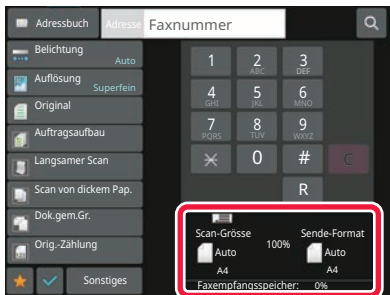 Adressbuch Adresse Faxnummer
Belichtung
Auto
Auflösung
Superfein
Original
Auftragsaufbau
Langsamer Scan
Scan von dickem Pap.
Dok.gem.Gr.
Orig.-Zählung
Sonstiges
1 2 3
ABC DEF
4 5 6
GHI JKL MNO
7 8 9
PQRS TUV WXYZ
0 # C
R
Scan-Grösse Sende-Format
Auto 100% Auto
A4 A4
Faxempfangsspeicher: 0%